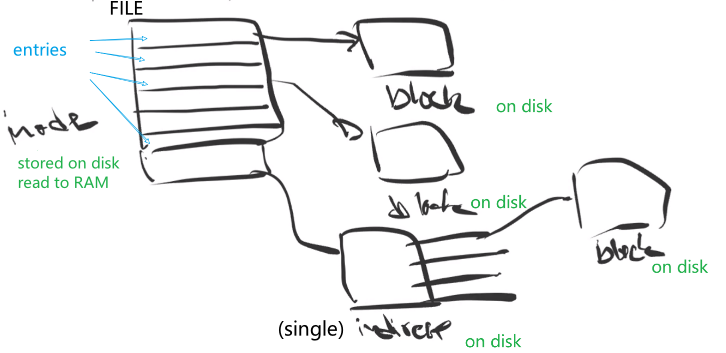 FILE
entries
block
on disk
inode
stored on disk
read to RAM
block
on disk
block
on disk
(single) indirect
on disk